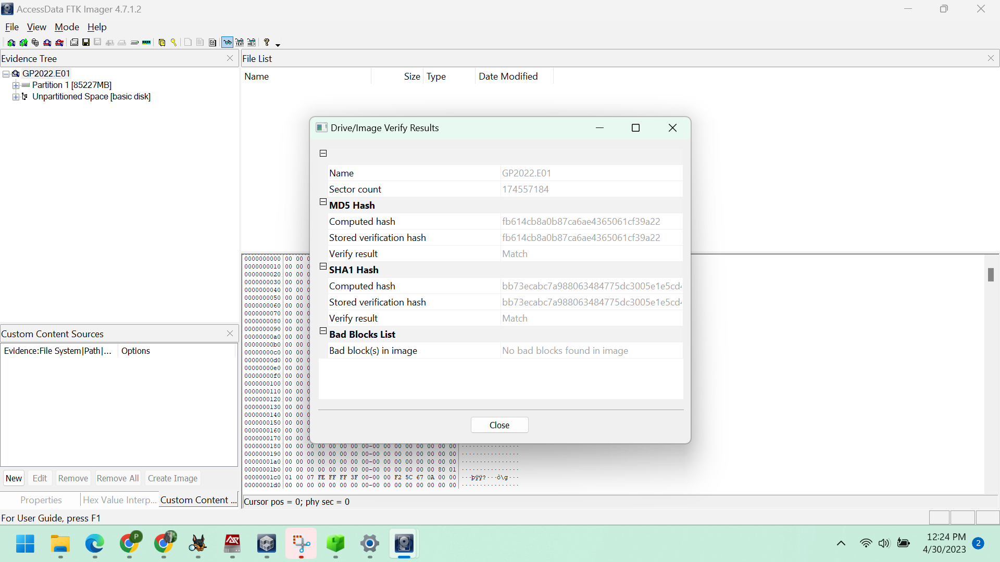 AccessData FTK Imager 4.7.1.2
File View Mode Help
Evidence Tree
File List
GP2022.E01
Partition 1 [85227MB]
Unpartitioned Space [basic disk]
Name Size Type Date Modified
Drive/Image Verify Results
Name GP2022.E01
Sector count 174557184
MD5 Hash
Computed hash fb614cb8a0b87ca6ae4365061cf39a22
Stored verification hash fb614cb8a0b87ca6ae4365061cf39a22
Verify result Match
SHA1 Hash
Computed hash bb73ecabc7a988063484775dc3005e1e5cd4
Stored verification hash bb73ecabc7a988063484775dc3005e1e5cd4
Verify result Match
Bad Blocks List
Bad block(s) in image No bad blocks found in image
Close
Custom Content Sources
Evidence:File System|Path|... Options
New Edit Remove Remove All Create Image
Properties Hex Value Interp... Custom Content ...
0000000000 00 00
0000000010 00 00
0000000020 00 00
0000000030 00 00
0000000040 00 00
0000000050 00 00
0000000060 00 00
0000000070 00 00
0000000080 00 00
0000000090 00 00
00000000a0 00 00
00000000b0 00 00
00000000c0 00 00
00000000d0 00 00
00000000e0 00 00
00000000f0 00 00
0000000100 00 00
0000000110 00 00
0000000120 00 00
0000000130 00 00
0000000140 00 00
0000000150 00 00
0000000160 00 00
0000000170 00 00
0000000180 00 00 00 00 00 00 00 00-00 00 00 00 00 00 00 00 ················
0000000190 00 00 00 00 00 00 00 00-00 00 00 00 00 00 00 00 ················
00000001a0 00 00 00 00 00 00 00 00-00 00 00 00 00 00 00 00 ················
00000001b0 00 00 00 00 00 00 00 00-00 00 00 00 00 00 80 01 ················
00000001c0 01 00 07 FE FF FF 3F 00-00 00 F2 5C 67 0A 00 00 ···þÿÿ?···ò\g···
00000001d0 00 00 00 00 00 00 00 00-00 00 00 00 00 00 00 00 ················
Cursor pos = 0; phy sec = 0
For User Guide, press F1
12:24 PM
4/30/2023
2